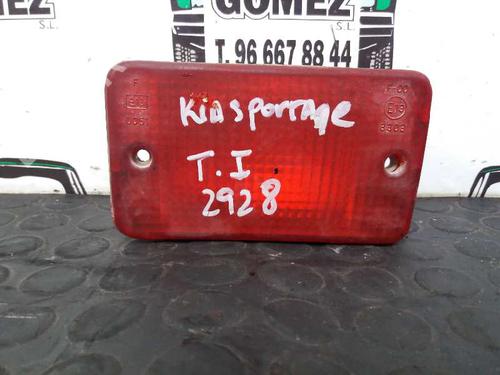 GOMEZ
S.L.
S.L.
T. 96 667 88 44
Kia sportage
T.I
2928